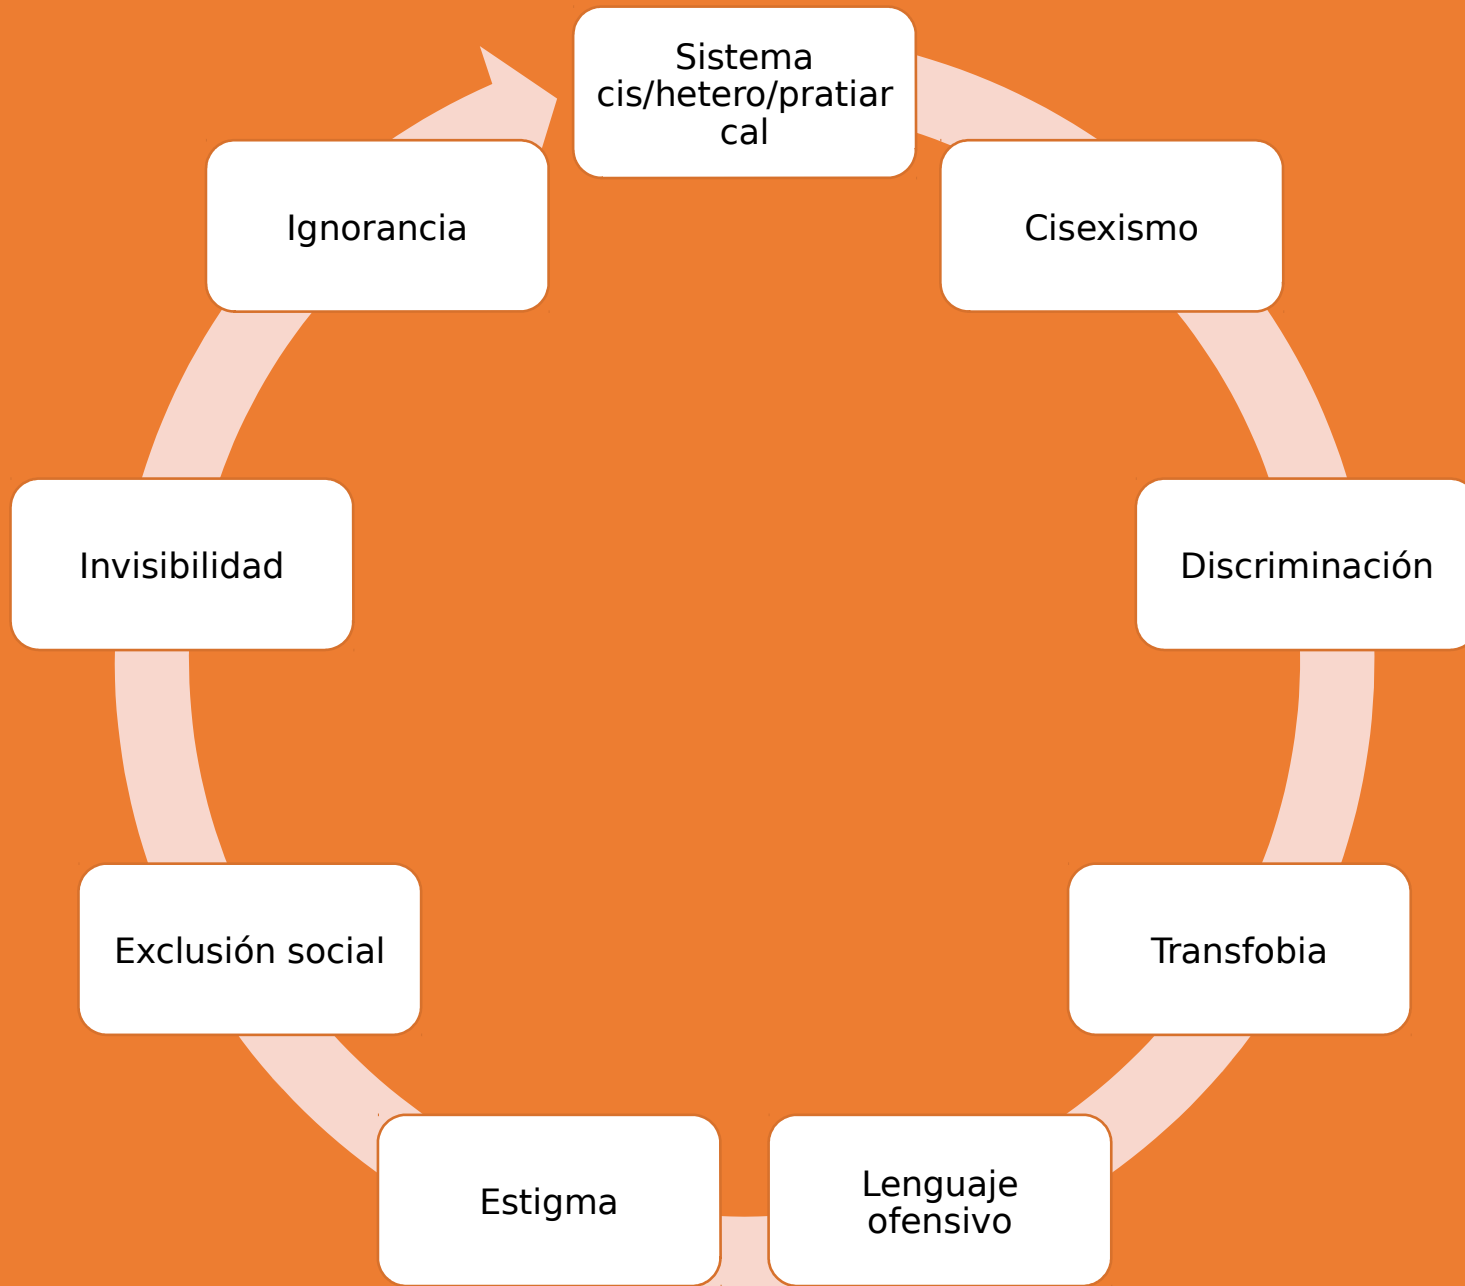 Sistema
cis/hetero/pratiar
cal
Cisexismo
Discriminación
Transfobia
Lenguaje
ofensivo
Estigma
Exclusión social
Invisibilidad
Ignorancia